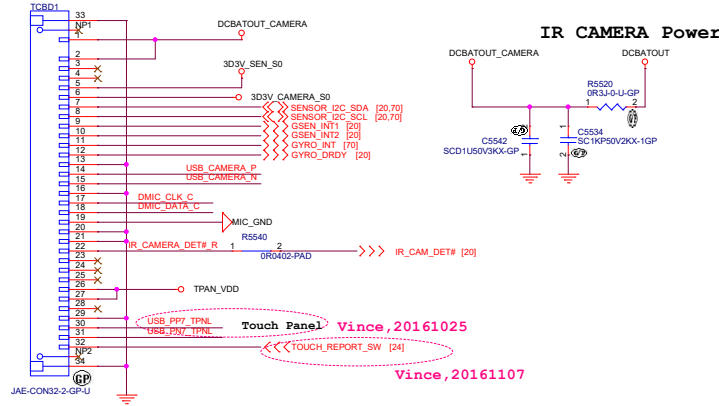 TCBD1
33
NP1
1
DCBATOUT_CAMERA
2
3
4
3D3V_SEN_S0
5
6
3D3V_CAMERA_S0
7
SENSOR_I2C_SDA [20,70]
8
SENSOR_I2C_SCL [20,70]
9
GSEN_INT1 [20]
10
GSEN_INT2 [20]
11
GYRO_INT [70]
12
GYRO_DRDY [20]
13
14
USB_CAMERA_P
15
USB_CAMERA_N
16
17
DMIC_CLK_C
18
DMIC_DATA_C
19
MIC_GND
20
21
R5540
22
IR_CAMERA_DET#_R
1
2
IR_CAM_DET# [20]
0R0402-PAD
23
24
25
26
TPAN_VDD
27
28
29
30
USB_PP7_TPNL
Touch Panel
Vince,20161025
31
USB_PN7_TPNL
32
TOUCH_REPORT_SW [24]
NP2
34
Vince,20161107
GP
JAE-CON32-2-GP-U
IR CAMERA Power
DCBATOUT_CAMERA
DCBATOUT
R5520
0R3J-0-U-GP
1
2
C5542
SCD1U50V3KX-GP
2
1
C5534
SC1KP50V2KX-1GP
1
2